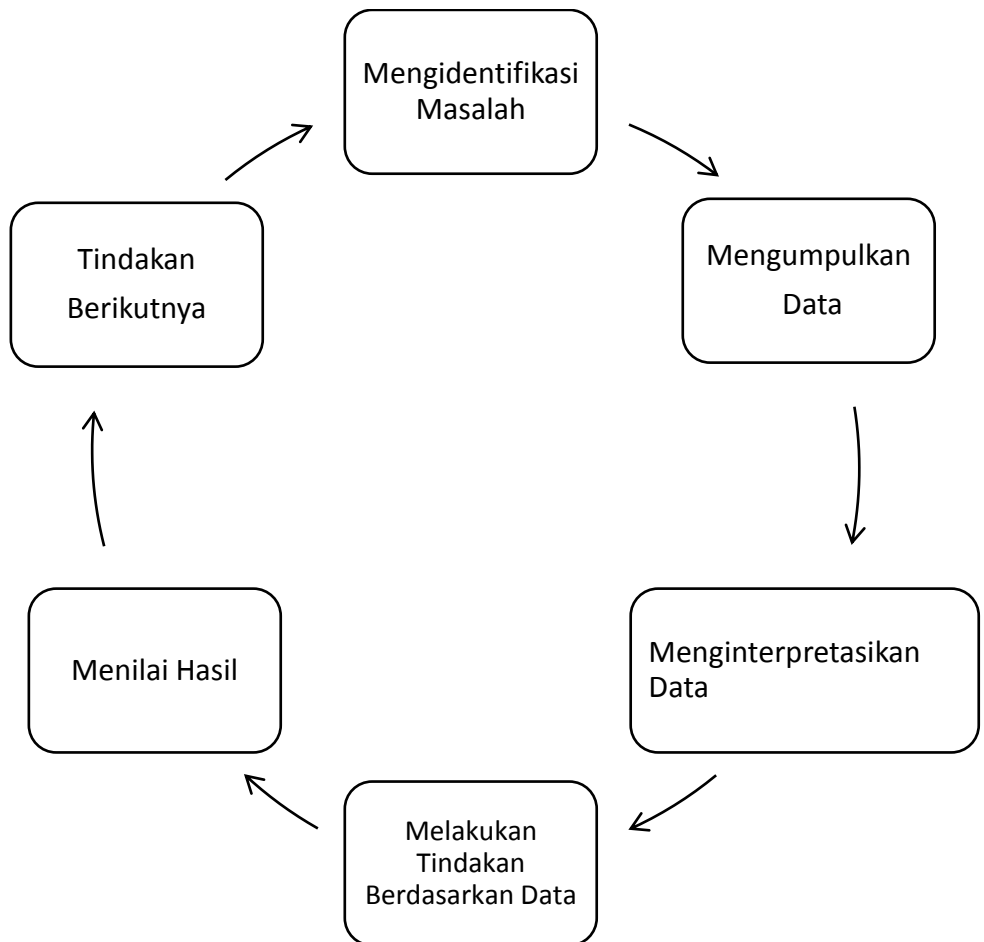 Mengidentifikasi
Masalah
Mengumpulkan
Data
Menginterpretasikan
Data
Melakukan
Tindakan
Berdasarkan Data
Menilai Hasil
Tindakan
Berikutnya